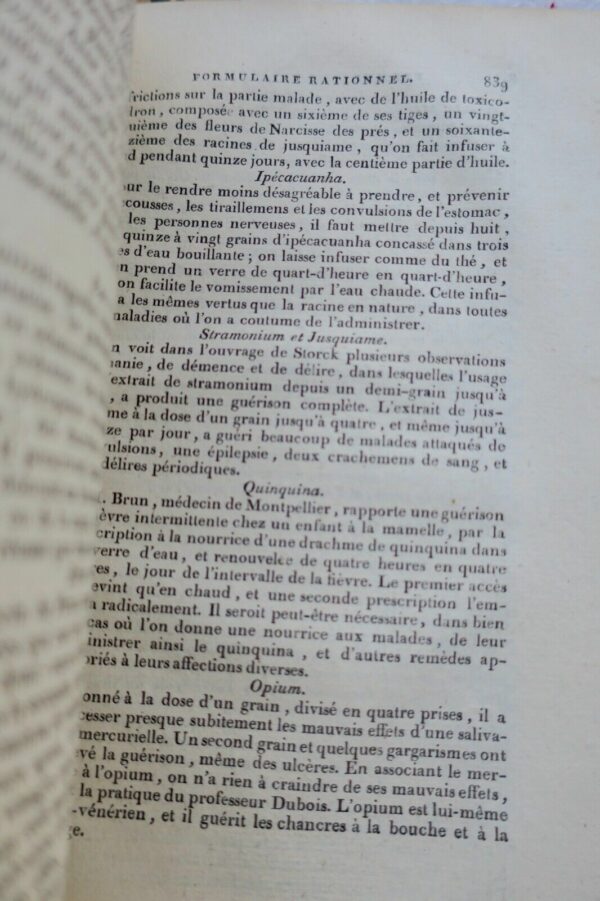 FORMULAIRE RATIONNEL. 839
frictions sur la partie malade, avec de l'huile de toxico-
dron, composée avec un sixième de ses tiges, un vingt-
uième des fleurs de Narcisse des prés, et un soixante-
zième des racines de jusquiame, qu'on fait infuser à
d pendant quinze jours, avec la centième partie d'huile.
Ipécacuanha.
ur le rendre moins désagréable à prendre, et prévenir
cousses, les tiraillemens et les convulsions de l'estomac,
les personnes nerveuses, il faut mettre depuis huit,
quinze à vingt grains d'ipécacuanha concassé dans trois
es d'eau bouillante; on laisse infuser comme du thé, et
n prend un verre de quart-d'heure en quart-d'heure,
on facilite le vomissement par l'eau chaude. Cette infu-
a les mêmes vertus que la racine en nature, dans toutes
naladies où l'on a coutume de l'administrer.
Stramonium et Jusquiame.
n voit dans l'ouvrage de Storck plusieurs observations
anie, de démence et de délire, dans lesquelles l'usage
extrait de stramonium depuis un demi-grain jusqu'à
, a produit une guérison complète. L'extrait de jus-
me à la dose d'un grain jusqu'à quatre, et même jusqu'à
ze par jour, a guéri beaucoup de malades attaqués de
ulsions, une épilepsie, deux crachemens de sang, et
délires périodiques.
Quinquina.
. Brun, médecin de Montpellier, rapporte une guérison
èvre intermittente chez un enfant à la mamelle, par la
cription à la nourrice d'une drachme de quinquina dans
verre d'eau, et renouvelée de quatre heures en quatre
res, le jour de l'intervalle de la fièvre. Le premier accès
evint qu'en chaud, et une seconde prescription l'em-
a radicalement. Il seroit peut-être nécessaire, dans bien
cas où l'on donne une nourrice aux malades, de leur
inistrer ainsi le quinquina, et d'autres remèdes ap-
oriés à leurs affections diverses.
Opium.
onné à la dose d'un grain, divisé en quatre prises, il a
cesser presque subitement les mauvais effets d'une saliva-
mercurielle. Un second grain et quelques gargarismes ont
vé la guérison, même des ulcères. En associant le mer-
à l'opium, on n'a rien à craindre de ses mauvais effets,
la pratique du professeur Dubois. L'opium est lui-même
-vénérien, et il guérit les chancres à la bouche et à la
ge.